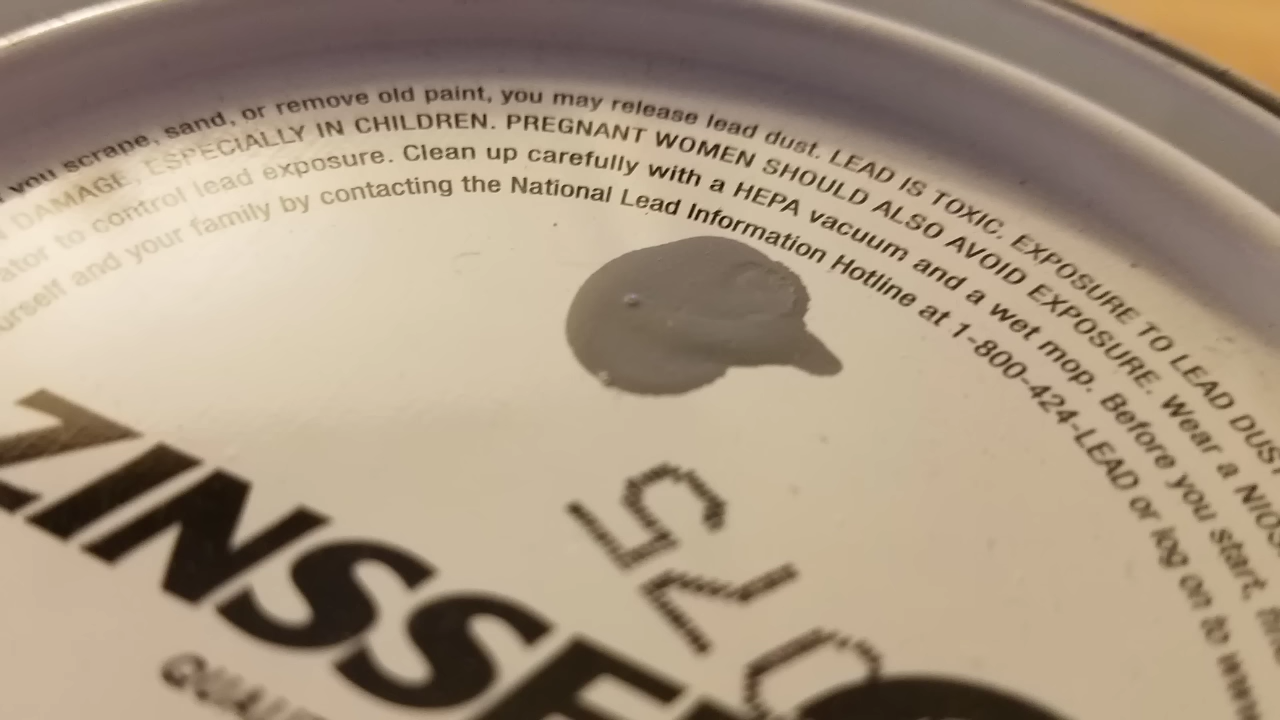 you scrape, sand, or remove old paint, you may release lead dust. LEAD IS TOXIC. EXPOSURE TO LEAD DUST
DAMAGE, ESPECIALLY IN CHILDREN. PREGNANT WOMEN SHOULD ALSO AVOID EXPOSURE. Wear a NIOS
to control lead exposure. Clean up carefully with a HEPA vacuum and a wet mop. Before you start,
urself and your family by contacting the National Lead Information Hotline at 1-800-424-LEAD or log on to www
ZINSSE
QUALI